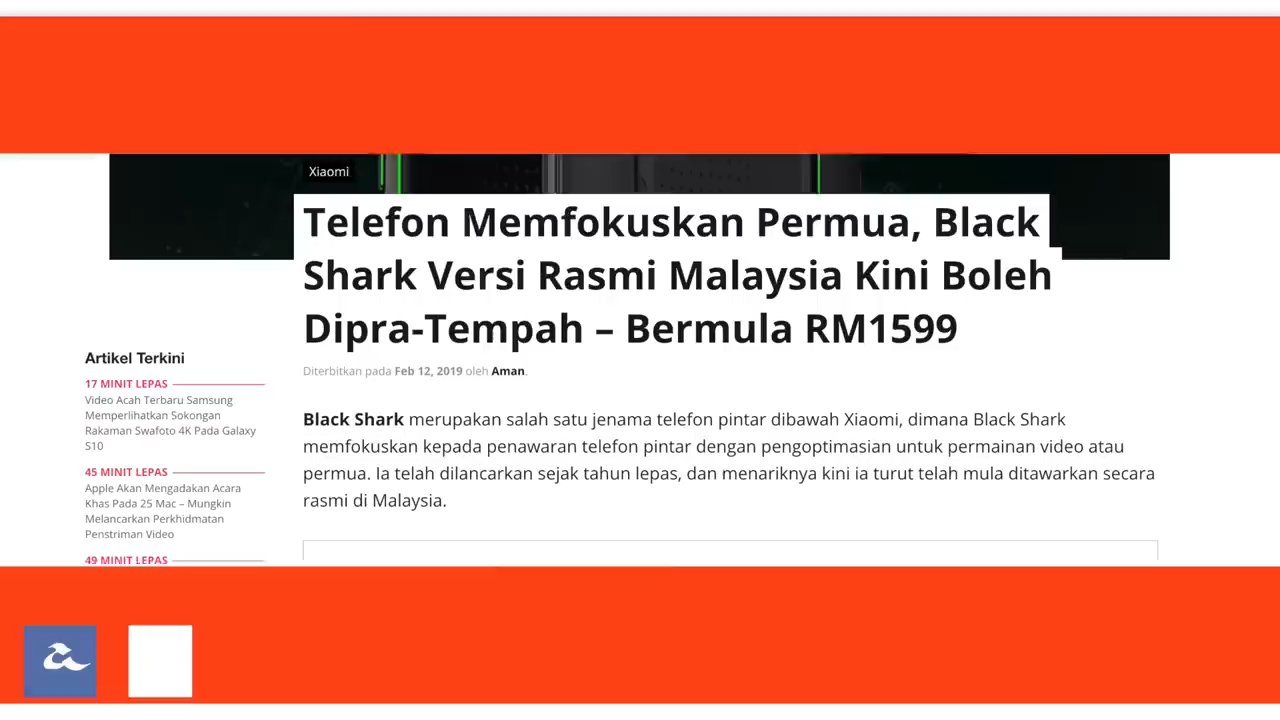 Xiaomi
Telefon Memfokuskan Permua, Black
Shark Versi Rasmi Malaysia Kini Boleh
Dipra-Tempah – Bermula RM1599
Diterbitkan pada Feb 12, 2019 oleh Aman.
Black Shark merupakan salah satu jenama telefon pintar dibawah Xiaomi, dimana Black Shark
memfokuskan kepada penawaran telefon pintar dengan pengoptimasian untuk permainan video atau
permua. Ia telah dilancarkan sejak tahun lepas, dan menariknya kini ia turut telah mula ditawarkan secara
rasmi di Malaysia.
Artikel Terkini
17 MINIT LEPAS
Video Acah Terbaru Samsung
Memperlihatkan Sokongan
Rakaman Swafoto 4K Pada Galaxy
S10
45 MINIT LEPAS
Apple Akan Mengadakan Acara
Khas Pada 25 Mac – Mungkin
Melancarkan Perkhidmatan
Penstriman Video
49 MINIT LEPAS